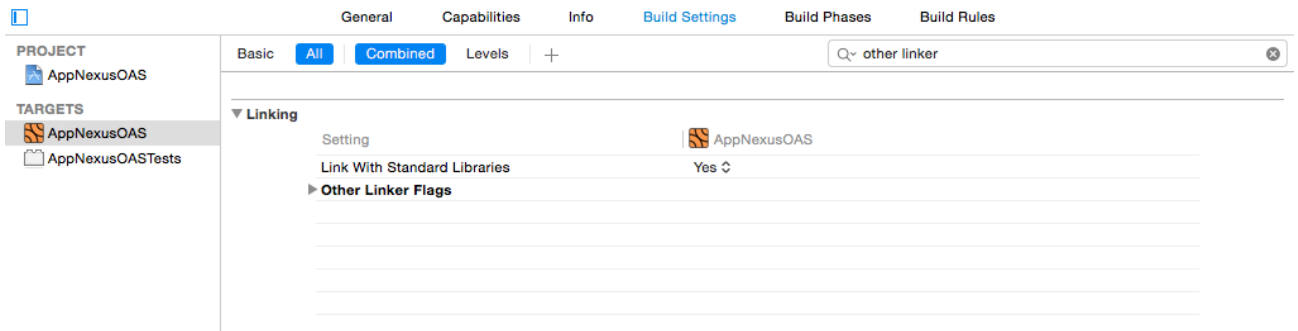 General Capabilities Info Build Settings Build Phases Build Rules
PROJECT
AppNexusOAS
TARGETS
AppNexusOAS
AppNexusOASTests
Basic All Combined Levels + other linker
Linking
Setting AppNexusOAS
Link With Standard Libraries Yes
Other Linker Flags